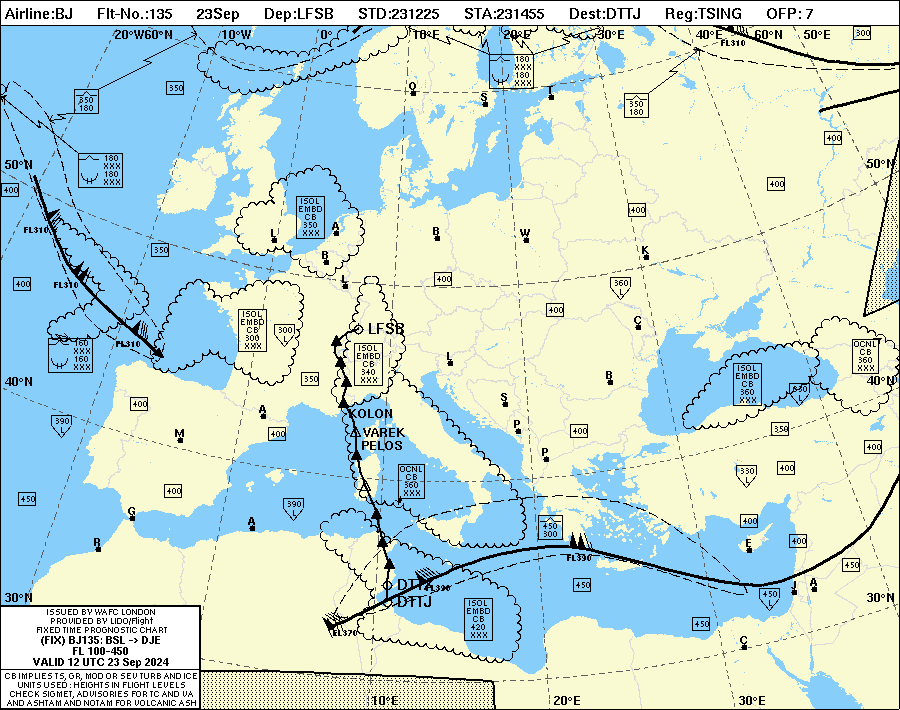 Airline:BJ Flt-No.:135 23Sep Dep:LFSB STD:231225 STA:231455 Dest:DTTJ Reg:TSING OFP: 7
20°W60°N 10°W 0°E 10°E 20°E 30°E 40°E 60°N 50°E
FL310
300
180
XXX
180
XXX
350
350
180
O
S
T
350
180
400
50°N
180
XXX
180
XXX
50°N
400
400
ISOL
EMBD
CB
350
XXX
400
FL310
L
A
B
W
350
B
K
FL310
400
L
400
360
L
400
ISOL
EMBD
CB
300
XXX
300
L
C
FL310
LFSB
160
XXX
160
XXX
ISOL
EMBD
CB
340
XXX
L
OCNL
CB
360
XXX
ISOL
EMBD
CB
360
XXX
40°N
350
B
40°N
630
L
400
A
KOLON
S
390
L
M
400
VAREK
PELOS
P
400
350
400
P
OCNL
CB
360
XXX
400
330
L
450
400
390
L
G
A
450
300
400
R
E
400
FL390
450
DTTJ
FL390
DTTJ
450
450
L
J
A
30°N
30°N
ISOL
EMBD
CB
420
XXX
450
FL370
C
ISSUED BY WAFC LONDON
PROVIDED BY LIDO/Flight
FIXED TIME PROGNOSTIC CHART
(FIX) BJ135: BSL -> DJE
FL 100-450
VALID 12 UTC 23 Sep 2024
CB IMPLIES TS, GR, MOD OR SEV TURB AND ICE
UNITS USED : HEIGHTS IN FLIGHT LEVELS
CHECK SIGMET, ADVISORIES FOR TC AND VA
AND ASHTAM AND NOTAM FOR VOLCANIC ASH
10°E 20°E 30°E